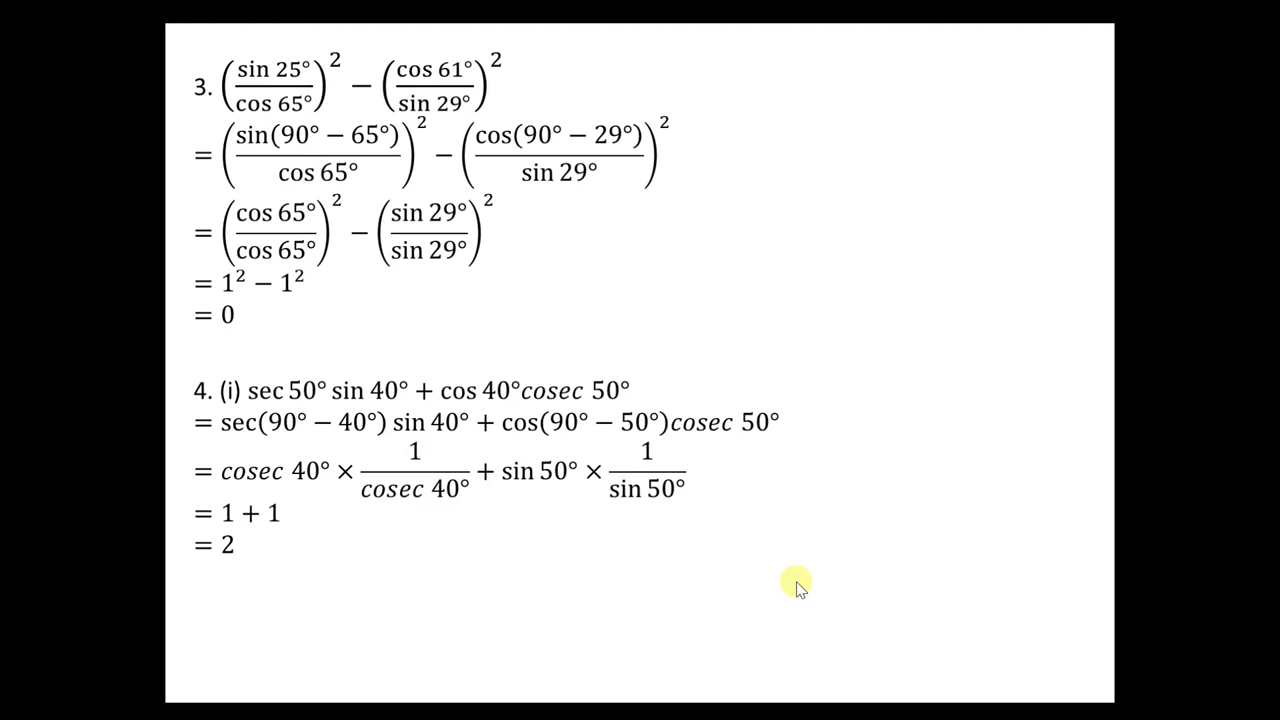 3. (sin 25°/cos 65°)² − (cos 61°/sin 29°)²
= (sin(90° − 65°)/cos 65°)² − (cos(90° − 29°)/sin 29°)²
= (cos 65°/cos 65°)² − (sin 29°/sin 29°)²
= 1² − 1²
= 0
4. (i) sec 50° sin 40° + cos 40°cosec 50°
= sec(90° − 40°) sin 40° + cos(90° − 50°)cosec 50°
= cosec 40° × 1/cosec 40° + sin 50° × 1/sin 50°
= 1 + 1
= 2